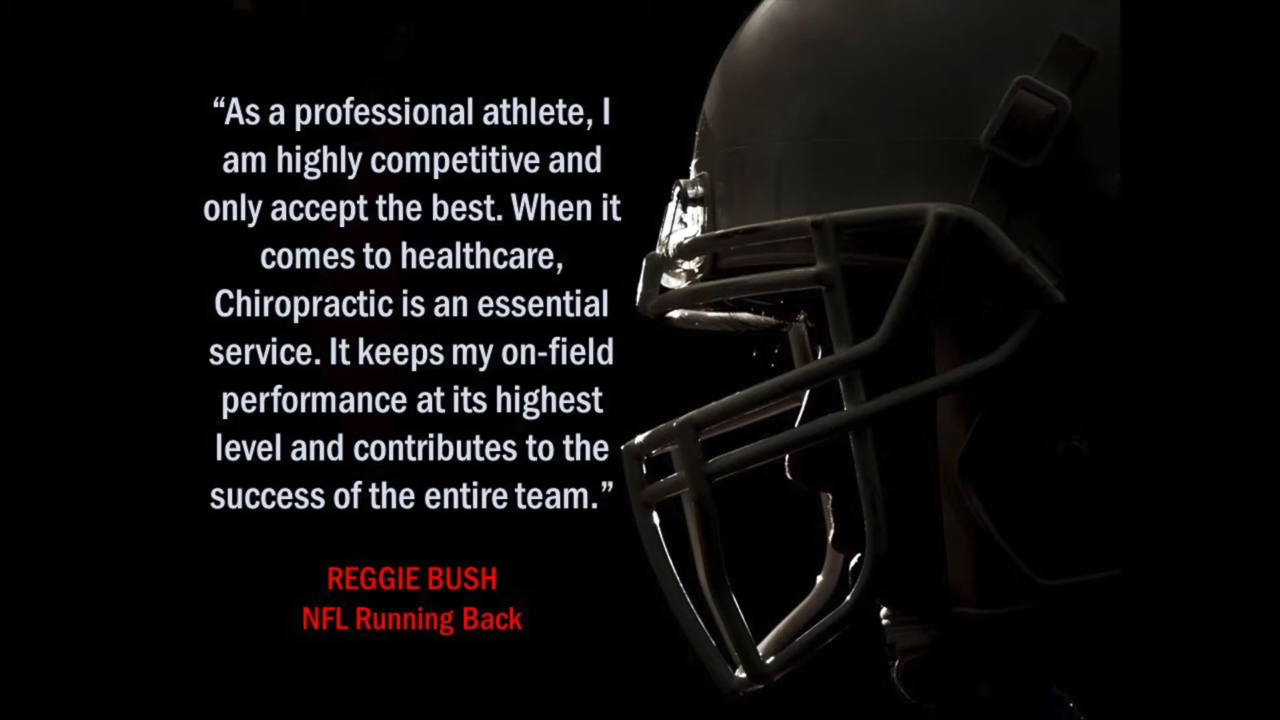 “As a professional athlete, I
am highly competitive and
only accept the best. When it
comes to healthcare,
Chiropractic is an essential
service. It keeps my on-field
performance at its highest
level and contributes to the
success of the entire team.”
REGGIE BUSH
NFL Running Back